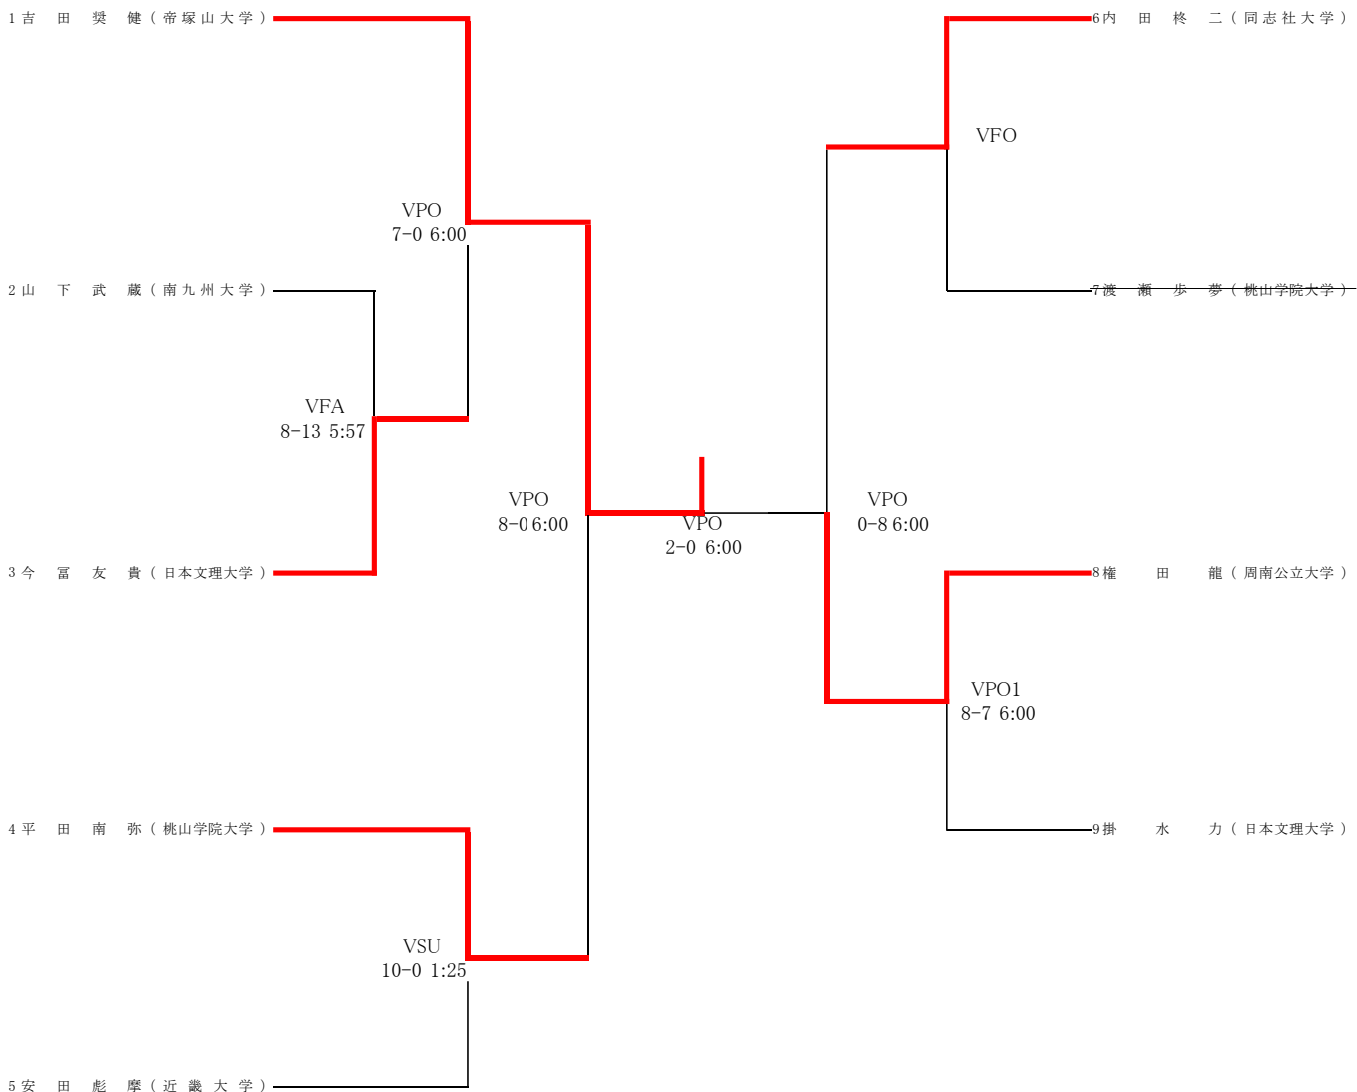 1 吉田奨健(帝塚山大学)
VPO
7-0 6:00
2 山下武蔵(南九州大学)
VFA
8-13 5:57
3 今冨友貴(日本文理大学)
VPO
8-0 6:00
4 平田南弥(桃山学院大学)
VSU
10-0 1:25
5 安田彪摩(近畿大学)
VPO
2-0 6:00
6 内田柊二(同志社大学)
VFO
7 渡瀬歩夢(桃山学院大学)
VPO
0-8 6:00
8 権田龍(周南公立大学)
VPO1
8-7 6:00
9 掛水力(日本文理大学)